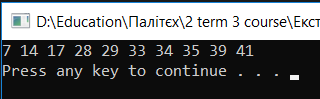 D:\Education\Палітєх\2 term 3 course\Екст
7 14 17 28 29 33 34 35 39 41
Press any key to continue . . .